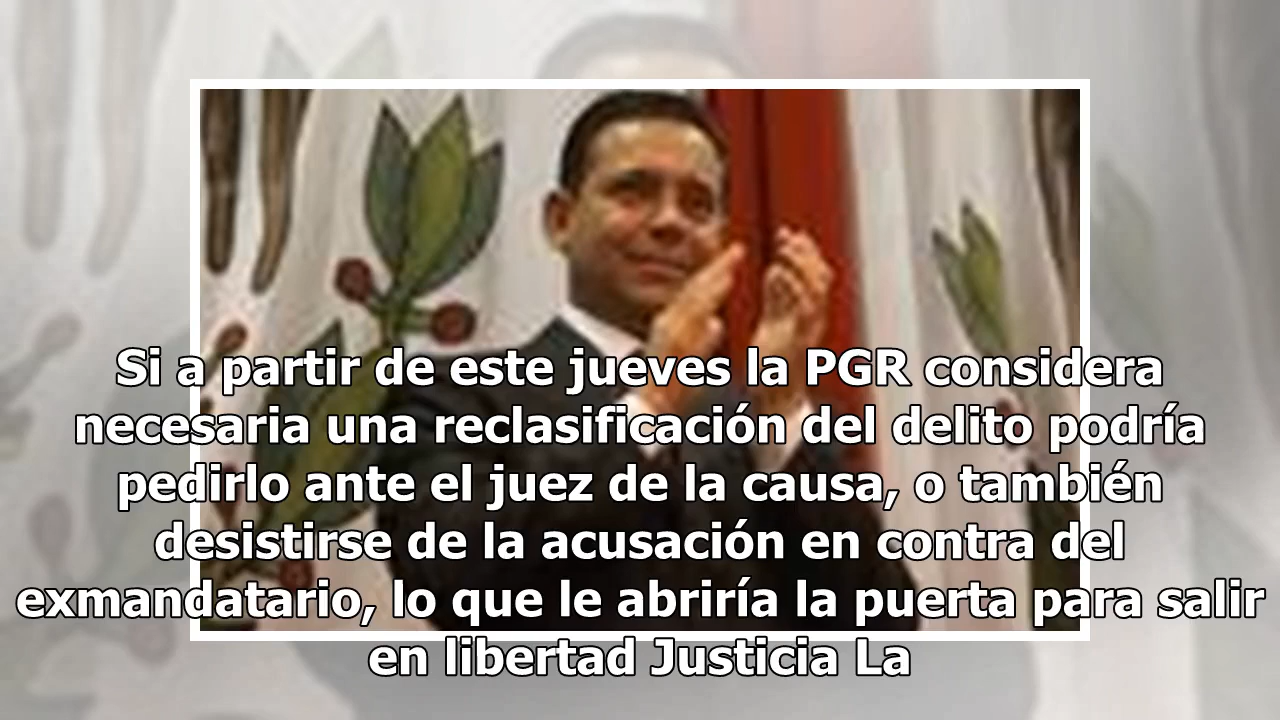 Si a partir de este jueves la PGR considera
necesaria una reclasificación del delito podría
pedirlo ante el juez de la causa, o también
desistirse de la acusación en contra del
exmandatario, lo que le abriría la puerta para salir
en libertad Justicia La